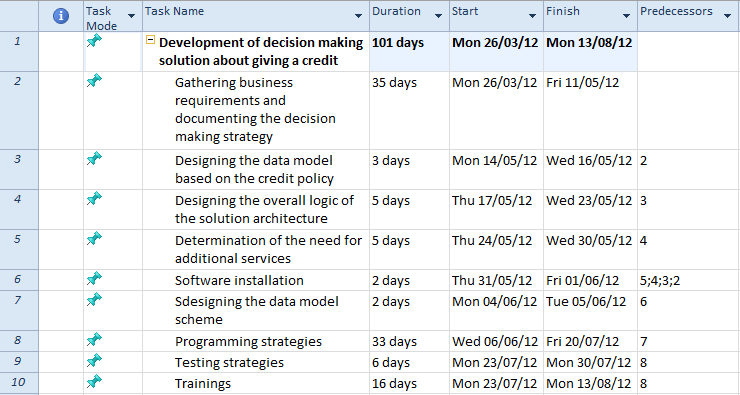 Task Mode Task Name Duration Start Finish Predecessors
1 Development of decision making 101 days Mon 26/03/12 Mon 13/08/12
solution about giving a credit
2 Gathering business 35 days Mon 26/03/12 Fri 11/05/12
requirements and
documenting the decision
making strategy
3 Designing the data model 3 days Mon 14/05/12 Wed 16/05/12 2
based on the credit policy
4 Designing the overall logic of 5 days Thu 17/05/12 Wed 23/05/12 3
the solution architecture
5 Determination of the need for 5 days Thu 24/05/12 Wed 30/05/12 4
additional services
6 Software installation 2 days Thu 31/05/12 Fri 01/06/12 5;4;3;2
7 Sdesigning the data model 2 days Mon 04/06/12 Tue 05/06/12 6
scheme
8 Programming strategies 33 days Wed 06/06/12 Fri 20/07/12 7
9 Testing strategies 6 days Mon 23/07/12 Mon 30/07/12 8
10 Trainings 16 days Mon 23/07/12 Mon 13/08/12 8